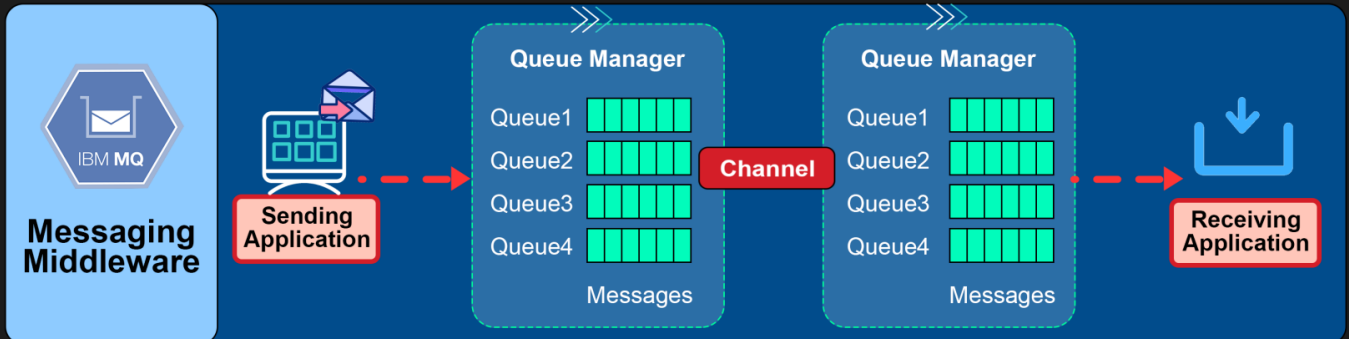 IBM MQ
Messaging
Middleware
Sending
Application
Queue Manager
Queue1
Queue2
Queue3
Queue4
Messages
Channel
Queue Manager
Queue1
Queue2
Queue3
Queue4
Messages
Receiving
Application